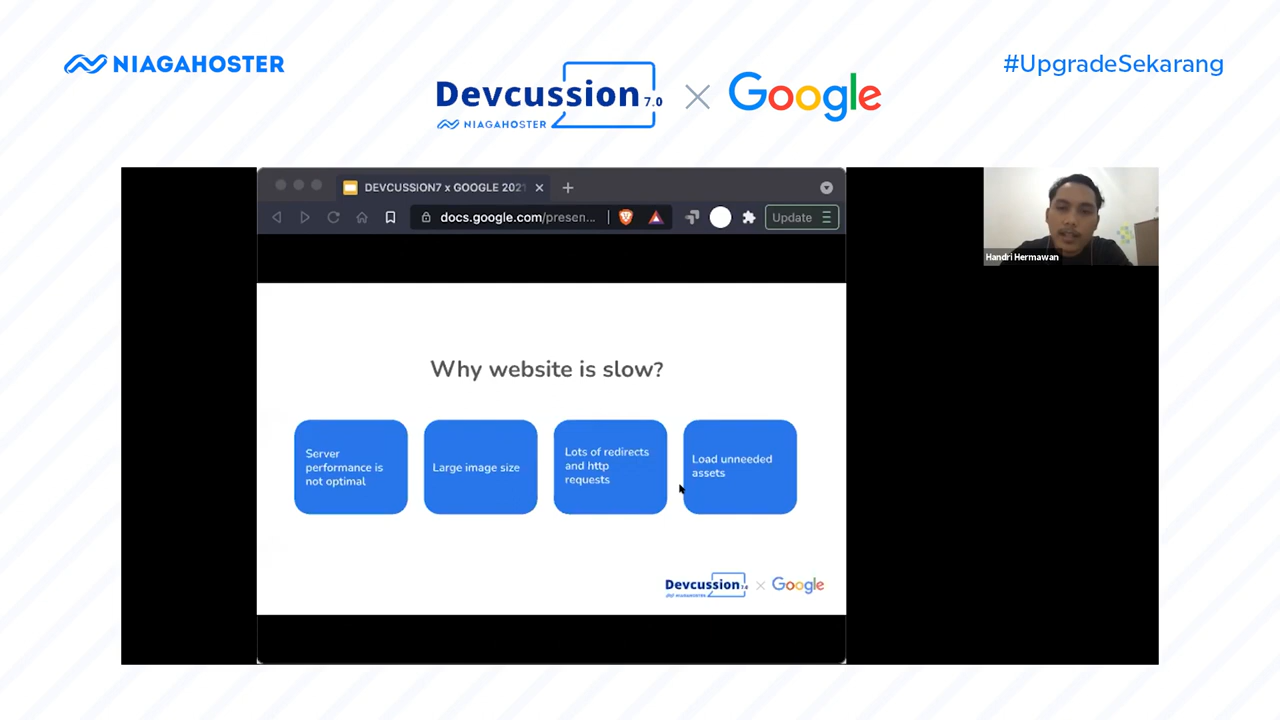 NIAGAHOSTER
Devcussion 7.0
NIAGAHOSTER
Google
#UpgradeSekarang
DEVCUSSION7 x GOOGLE 2021
docs.google.com/presen...
Update
Handri Hermawan
Why website is slow?
Server
performance is
not optimal
Large image size
Lots of redirects
and http
requests
Load unneeded
assets
Devcussion
Google